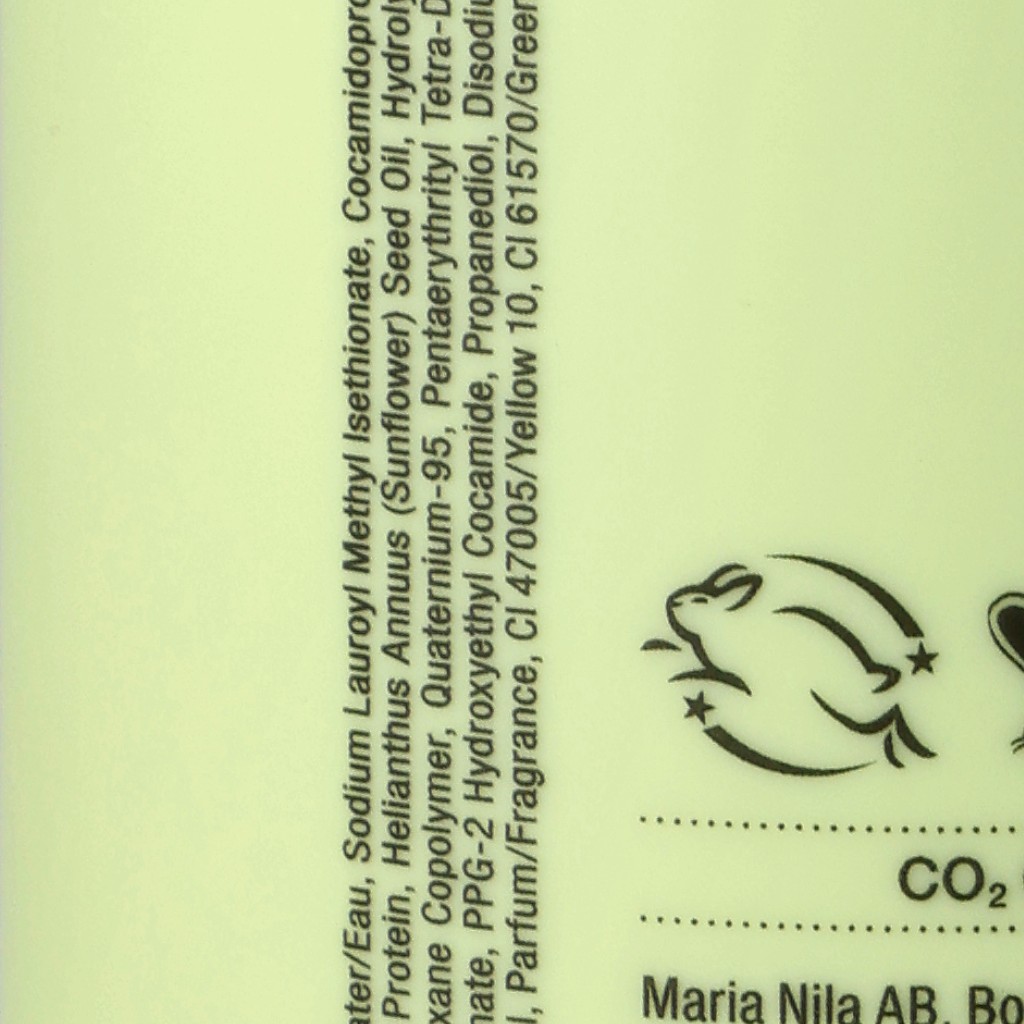 ater/Eau, Sodium Lauroyl Methyl Isethionate, Cocamidopro
Protein, Helianthus Annuus (Sunflower) Seed Oil, Hydroly
xane Copolymer, Quaternium-95, Pentaerythrityl Tetra-D
nate, PPG-2 Hydroxyethyl Cocamide, Propanediol, Disodiu
l, Parfum/Fragrance, CI 47005/Yellow 10, CI 61570/Green
CO₂
Maria Nila AB, Bo